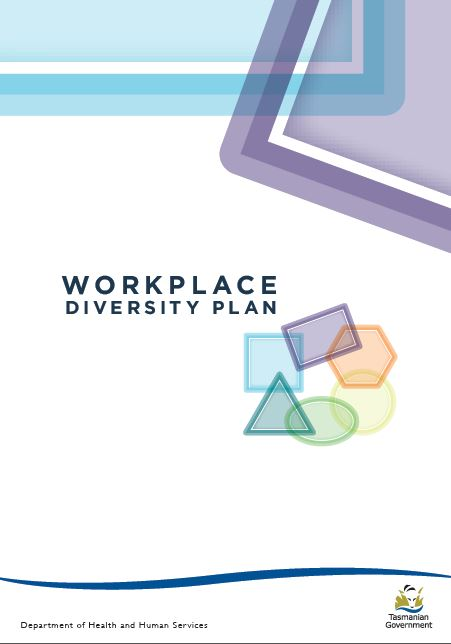 WORKPLACE
DIVERSITY PLAN
Department of Health and Human Services
Tasmanian
Government